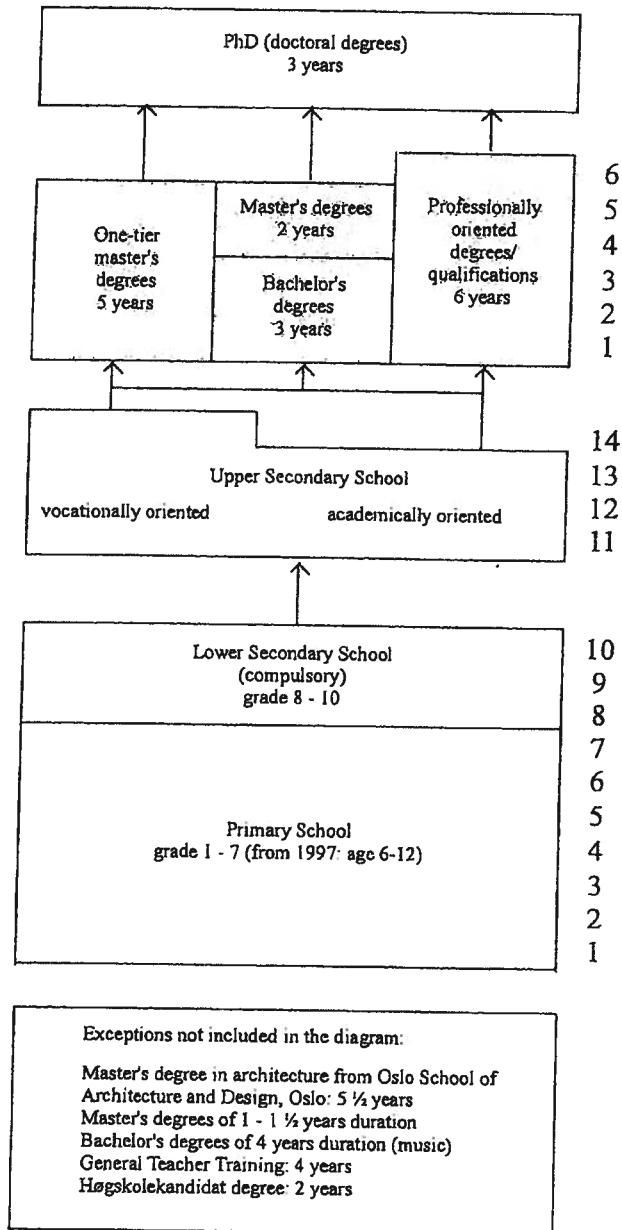 PhD (doctoral degrees)
3 years
One-tier
master's
degrees
5 years
Master's degrees
2 years
Bachelor's
degrees
3 years
Professionally
oriented
degrees/
qualifications
6 years
6
5
4
3
2
1
Upper Secondary School
vocationally oriented
academically oriented
14
13
12
11
Lower Secondary School
(compulsory)
grade 8 - 10
Primary School
grade 1 - 7 (from 1997: age 6-12)
10
9
8
7
6
5
4
3
2
1
Exceptions not included in the diagram:
Master's degree in architecture from Oslo School of
Architecture and Design, Oslo: 5 ½ years
Master's degrees of 1 - 1 ½ years duration
Bachelor's degrees of 4 years duration (music)
General Teacher Training: 4 years
Høgskolekandidat degree: 2 years